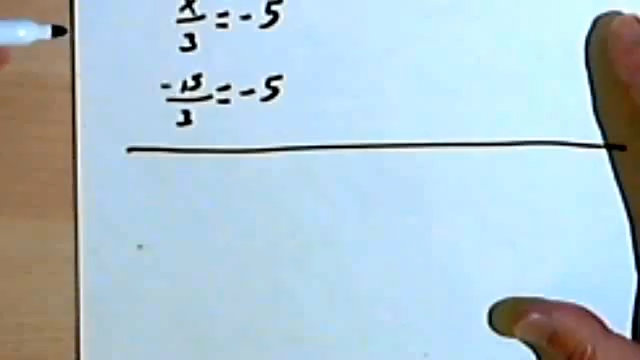 x/3 = -5
-15/3 = -5